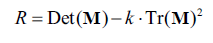 R = Det(M) − k · Tr(M)²